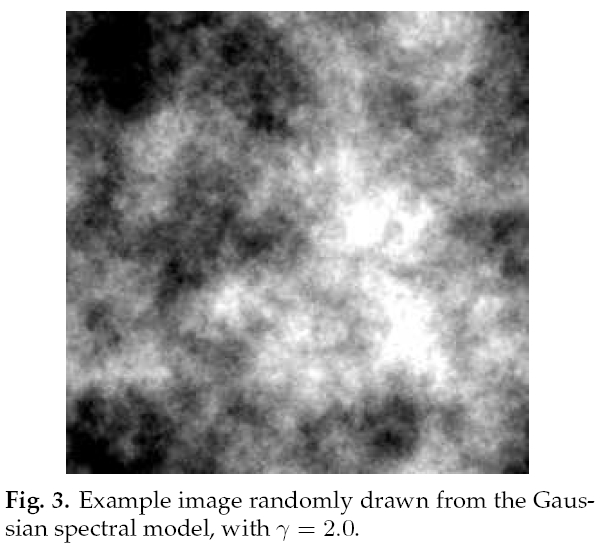 Fig. 3. Example image randomly drawn from the Gaus-
sian spectral model, with γ = 2.0.